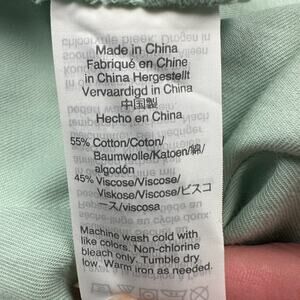 Made in China
Fabriqué en Chine
in China Hergestellt
Vervaardigd in China
中国製
Hecho en China
55% Cotton/Coton/
Baumwolle/Katoen/綿/
algodón
45% Viscose/Viscose/
Viskose/Viscose/ビスコ
ース/viscosa
Machine wash cold with
like colors. Non-chlorine
bleach only. Tumble dry
low. Warm iron as needed.